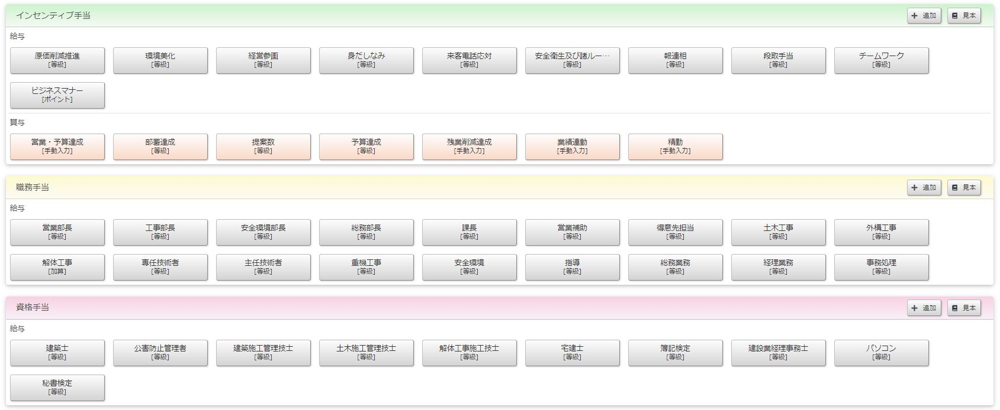 インセンティブ手当
追加 見本
給与
原価削減推進 環境美化 経営参画 身だしなみ 来客電話応対 安全衛生及び諸ルー… 報連相 段取手当 チームワーク
[等級] [等級] [等級] [等級] [等級] [等級] [等級] [等級] [等級]
ビジネスマナー
[ポイント]
賞与
営業・予算達成 部署達成 提案数 予算達成 残業削減達成 業績連動 精勤
[手動入力] [等級] [等級] [等級] [手動入力] [手動入力] [手動入力]
職務手当
追加 見本
給与
営業部長 工事部長 安全環境部長 総務部長 課長 営業補助 得意先担当 土木工事 外構工事
[等級] [等級] [等級] [等級] [等級] [等級] [等級] [等級] [等級]
解体工事 専任技術者 主任技術者 重機工事 安全環境 指導 総務業務 経理業務 事務処理
[加算] [等級] [等級] [等級] [等級] [等級] [等級] [等級] [等級]
資格手当
追加 見本
給与
建築士 公害防止管理者 建築施工管理技士 土木施工管理技士 解体工事施工技士 宅建士 簿記検定 建設業経理事務士 パソコン
[等級] [等級] [等級] [等級] [等級] [等級] [等級] [等級] [等級]
秘書検定
[等級]